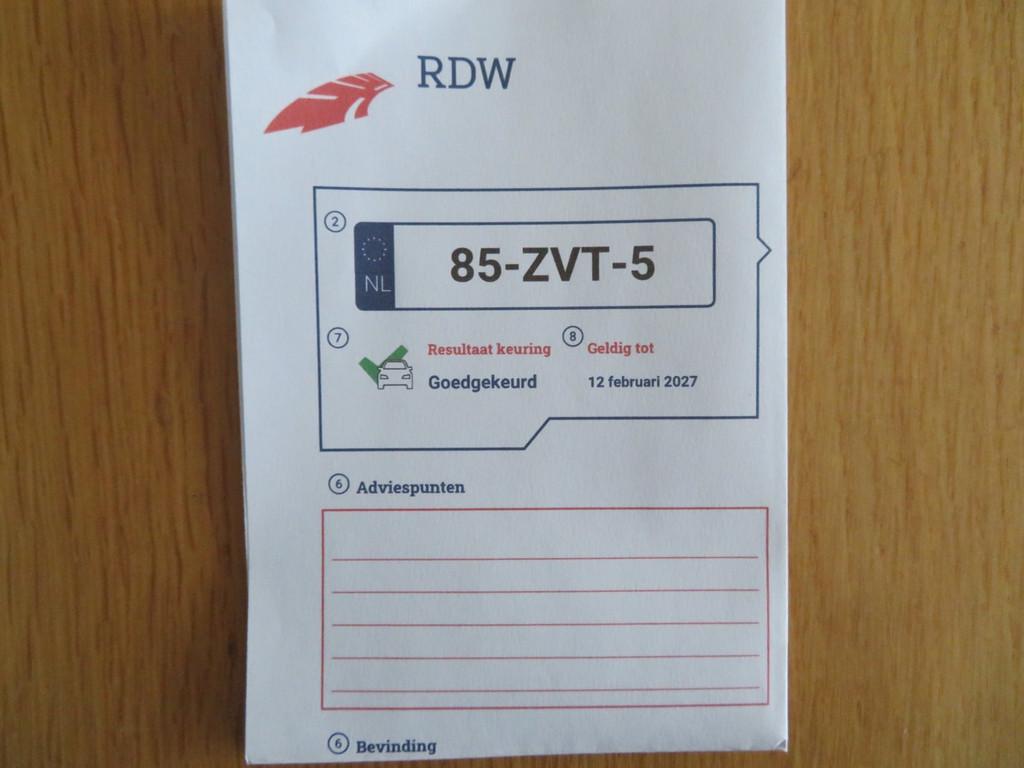 RDW
2
NL 85-ZVT-5
7 Resultaat keuring 8 Geldig tot
Goedgekeurd 12 februari 2027
6 Adviespunten
6 Bevinding